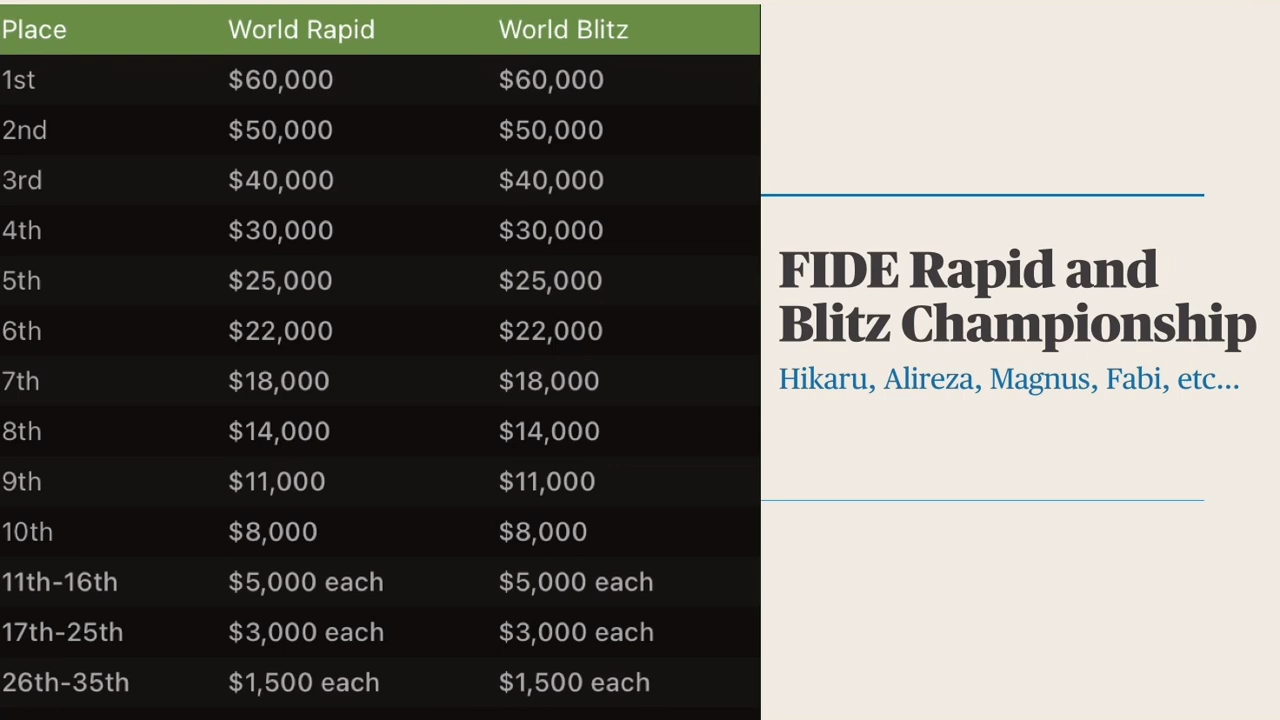 Place World Rapid World Blitz
1st $60,000 $60,000
2nd $50,000 $50,000
3rd $40,000 $40,000
4th $30,000 $30,000
5th $25,000 $25,000
6th $22,000 $22,000
7th $18,000 $18,000
8th $14,000 $14,000
9th $11,000 $11,000
10th $8,000 $8,000
11th-16th $5,000 each $5,000 each
17th-25th $3,000 each $3,000 each
26th-35th $1,500 each $1,500 each
FIDE Rapid and
Blitz Championship
Hikaru, Alireza, Magnus, Fabi, etc...